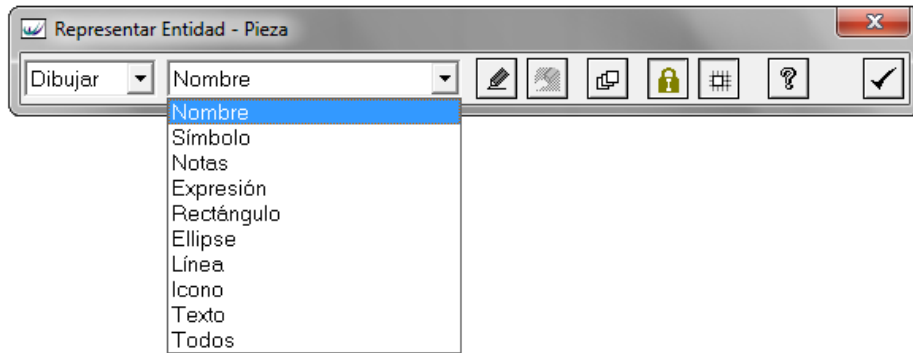 Representar Entidad - Pieza
Dibujar Nombre
Nombre
Símbolo
Notas
Expresión
Rectángulo
Ellipse
Línea
Icono
Texto
Todos